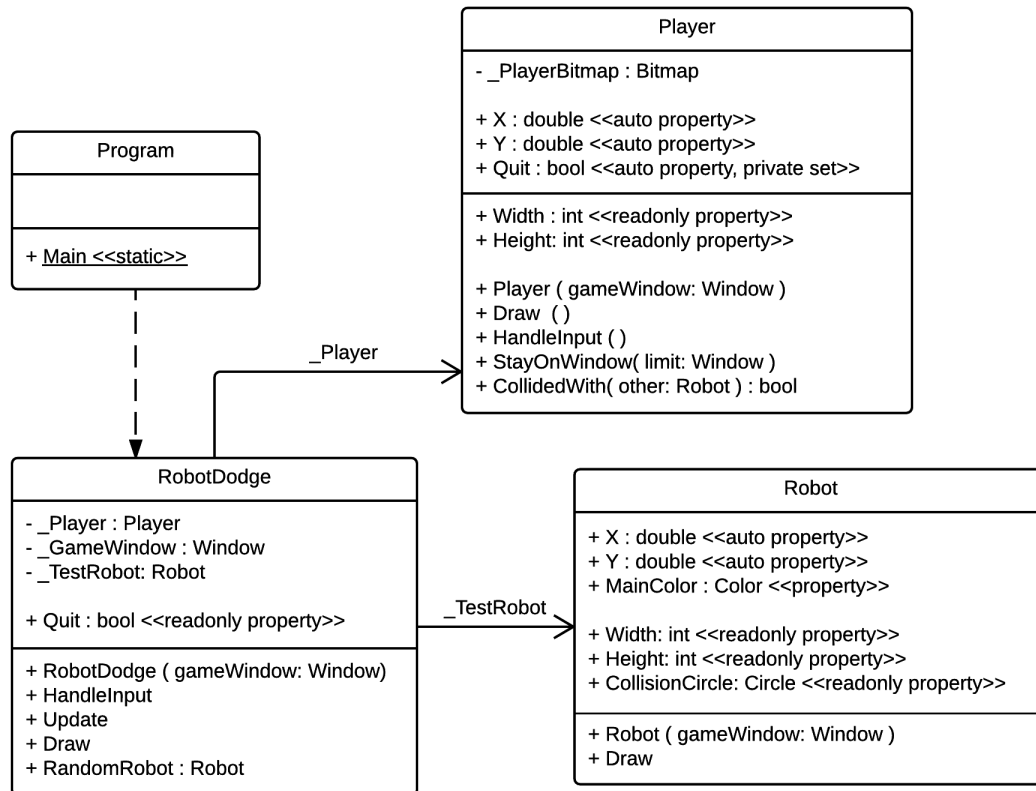 Player
- _PlayerBitmap : Bitmap
+ X : double <<auto property>>
+ Y : double <<auto property>>
+ Quit : bool <<auto property, private set>>
+ Width : int <<readonly property>>
+ Height: int <<readonly property>>
+ Player ( gameWindow: Window )
+ Draw  ( )
+ HandleInput ( )
+ StayOnWindow( limit: Window )
+ CollidedWith( other: Robot ) : bool
Program
+ Main <<static>>
_Player
RobotDodge
- _Player : Player
- _GameWindow : Window
- _TestRobot: Robot
+ Quit : bool <<readonly property>>
+ RobotDodge ( gameWindow: Window)
+ HandleInput
+ Update
+ Draw
+ RandomRobot : Robot
_TestRobot
Robot
+ X : double <<auto property>>
+ Y : double <<auto property>>
+ MainColor : Color <<property>>
+ Width: int <<readonly property>>
+ Height: int <<readonly property>>
+ CollisionCircle: Circle <<readonly property>>
+ Robot ( gameWindow: Window )
+ Draw